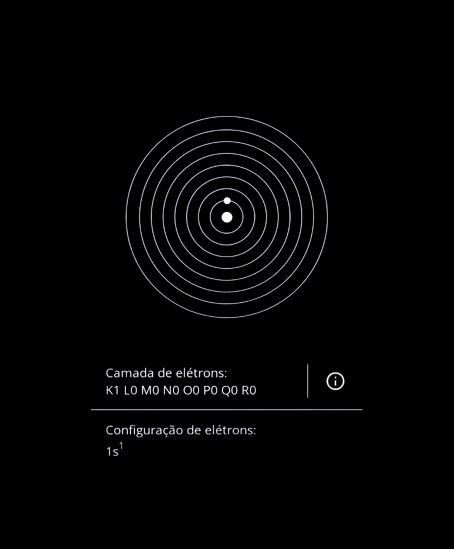 Camada de elétrons:
K1 L0 M0 N0 O0 P0 Q0 R0
Configuração de elétrons:
1s¹